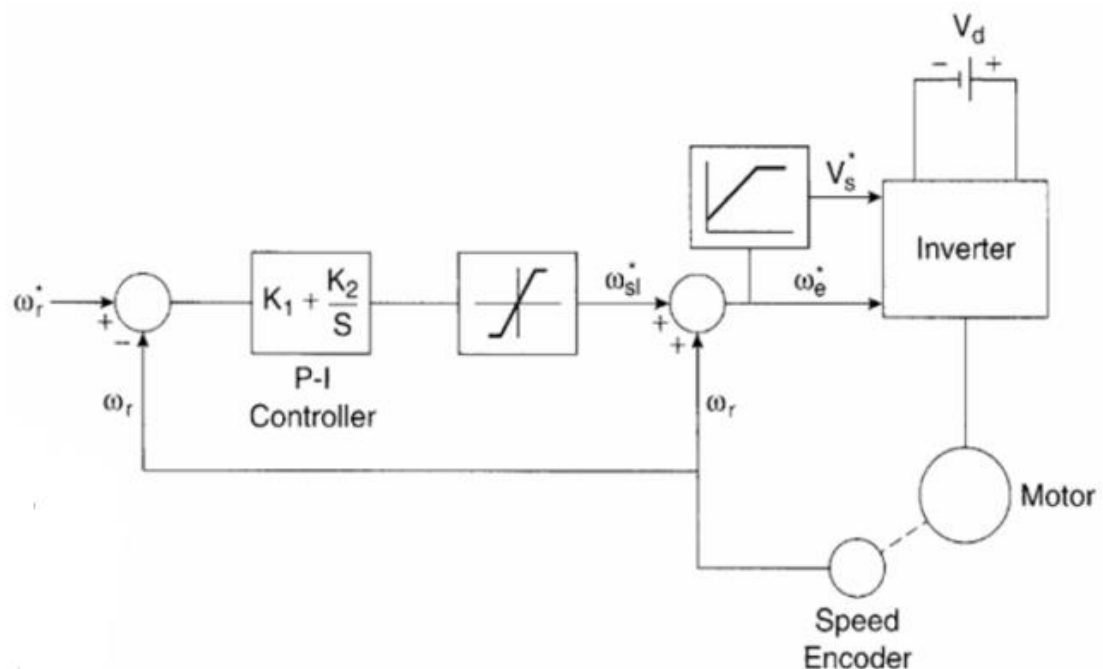 V_d
− +
V_s^*
Inverter
ω_r^*
+
−
K_1 + K_2/S
ω_sl^*
+
+
ω_e^*
P-I
Controller
ω_r
ω_r
Motor
Speed
Encoder